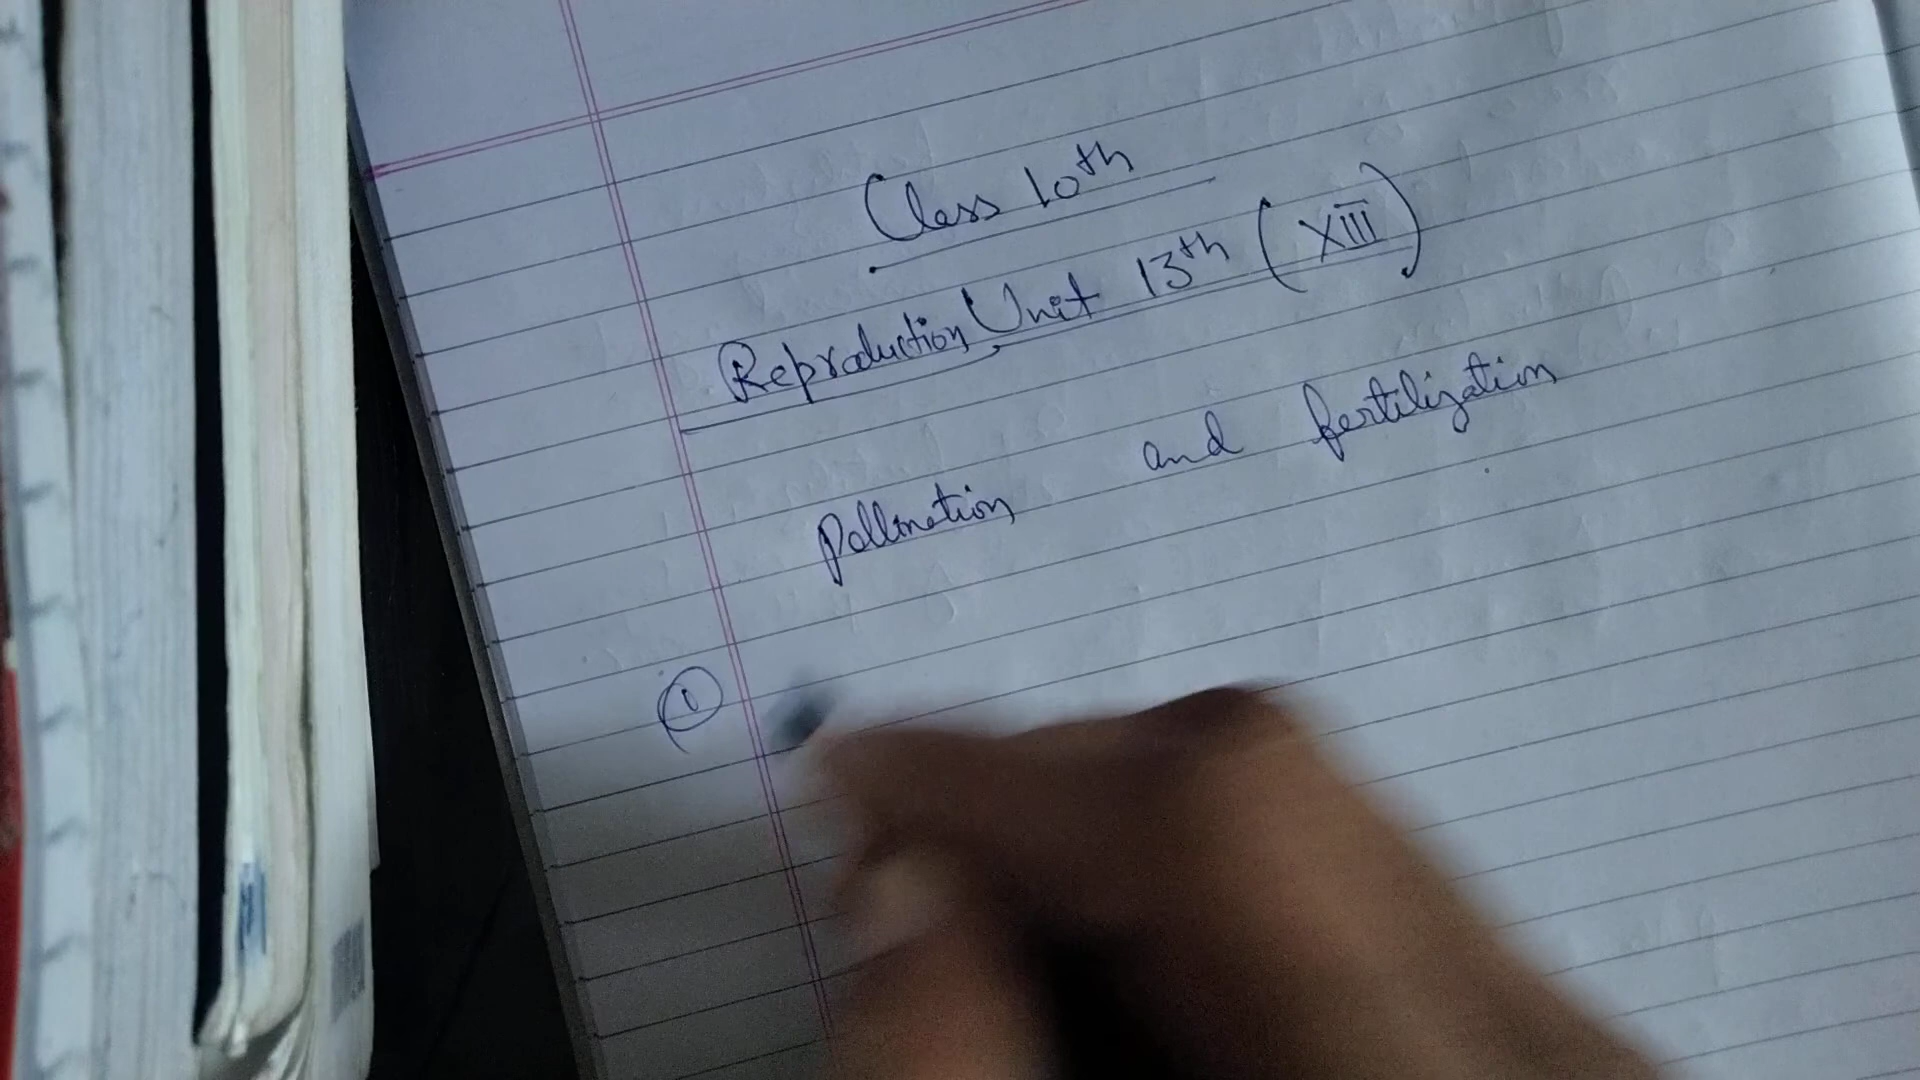 Class 10th
Reproduction, Unit 13th (XIII)
Pollination and fertilization
①